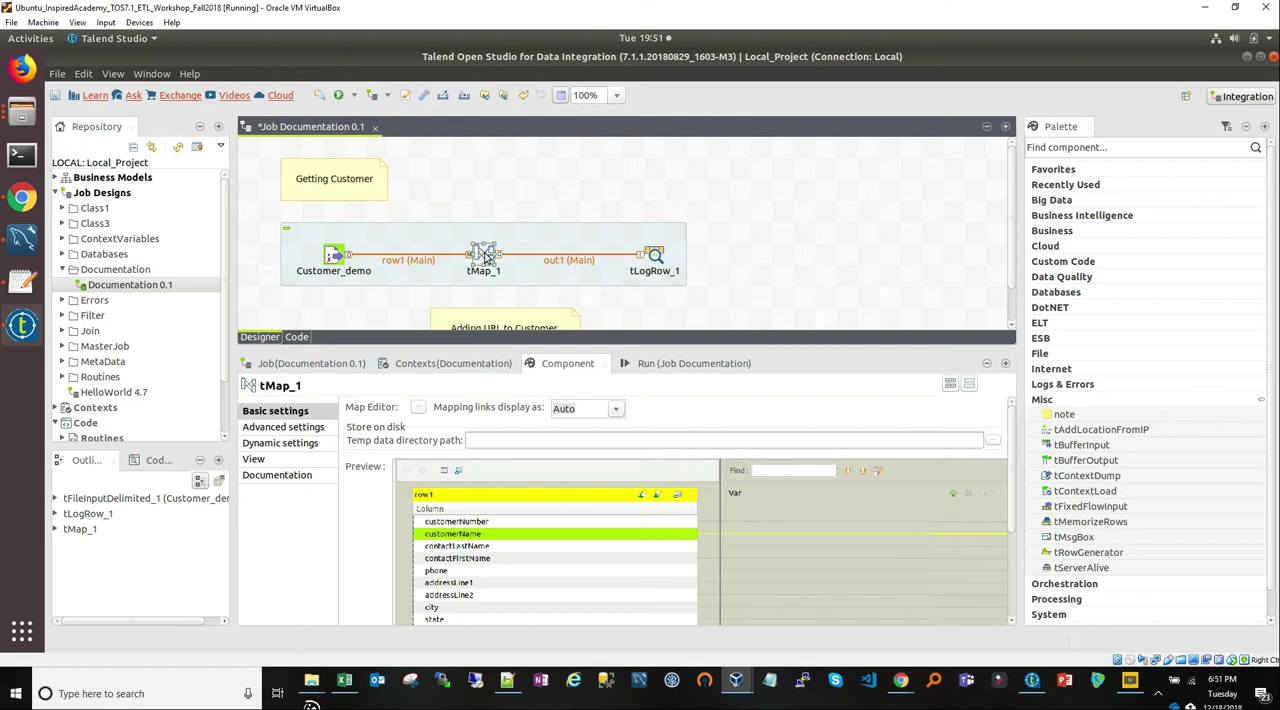 Ubuntu_InspiredAcademy_TOS7.1_ETL_Workshop_Fall2018 [Running] - Oracle VM VirtualBox
File Machine View Input Devices Help
Activities Talend Studio Tue 19:51
Talend Open Studio for Data Integration (7.1.1.20180829_1603-M3) | Local_Project (Connection: Local)
File Edit View Window Help
Learn Ask Exchange Videos Cloud 100% Integration
Repository
LOCAL: Local_Project
Business Models
Job Designs
Class1
Class3
ContextVariables
Databases
Documentation
Documentation 0.1
Errors
Filter
Join
MasterJob
MetaData
Routines
HelloWorld 4.7
Contexts
Code
Routines
Outli...
Cod...
tFileInputDelimited_1 (Customer_der
tLogRow_1
tMap_1
*Job Documentation 0.1
Getting Customer
row1 (Main) out1 (Main)
Customer_demo tMap_1 tLogRow_1
Adding URL to Customer
Designer Code
Job(Documentation 0.1) Contexts(Documentation) Component Run (Job Documentation)
tMap_1
Basic settings
Advanced settings
Dynamic settings
View
Documentation
Map Editor: ... Mapping links display as: Auto
Store on disk
Temp data directory path:
Preview:
Find :
row1
Var
Column
customerNumber
customerName
contactLastName
contactFirstName
phone
addressLine1
addressLine2
city
state
Palette
Find component...
Favorites
Recently Used
Big Data
Business Intelligence
Business
Cloud
Custom Code
Data Quality
Databases
DotNET
ELT
ESB
File
Internet
Logs & Errors
Misc
note
tAddLocationFromIP
tBufferInput
tBufferOutput
tContextDump
tContextLoad
tFixedFlowInput
tMemorizeRows
tMsgBox
tRowGenerator
tServerAlive
Orchestration
Processing
System
Right Ct
Type here to search
6:51 PM
Tuesday
12/18/2018
23